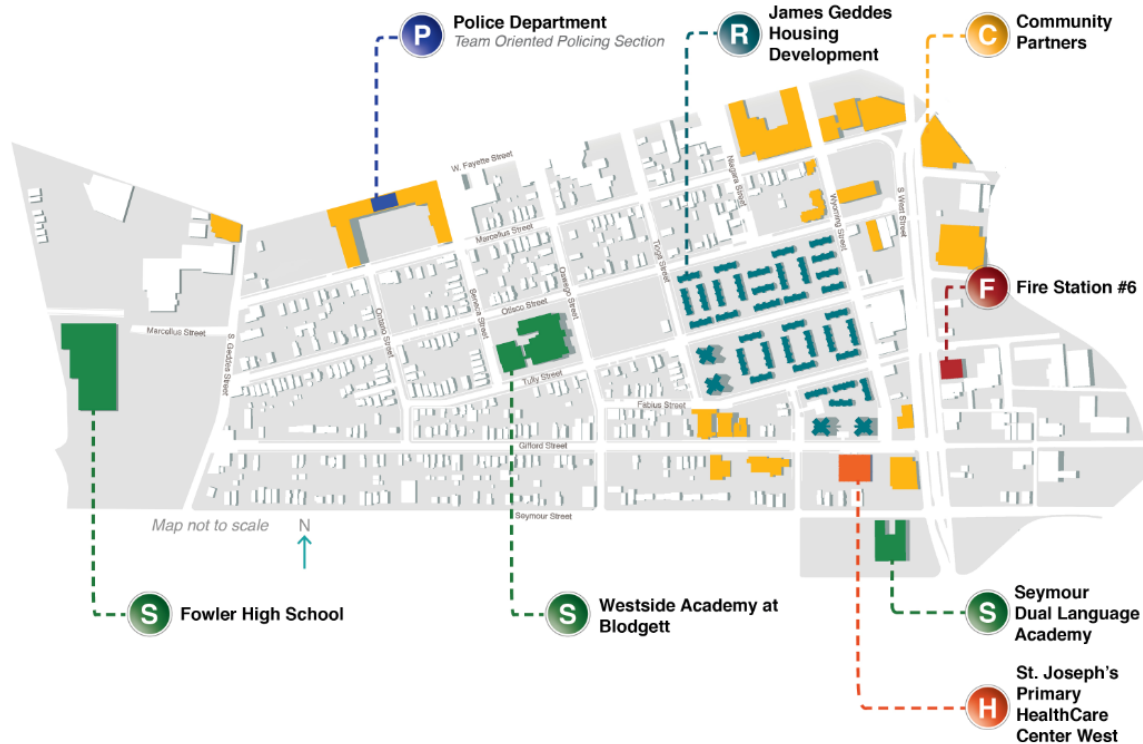 P
Police Department
Team Oriented Policing Section
R
James Geddes
Housing
Development
C
Community
Partners
W. Fayette Street
Niagara Street
Marcellus Street
Wyoming Street
S West Street
Tioga Street
Oswego Street
Seneca Street
Otisco Street
Ontario Street
Marcellus Street
S. Geddes Street
Tully Street
Fabius Street
Gifford Street
Seymour Street
F
Fire Station #6
Map not to scale
N
S
Fowler High School
S
Westside Academy at
Blodgett
S
Seymour
Dual Language
Academy
H
St. Joseph’s
Primary
HealthCare
Center West